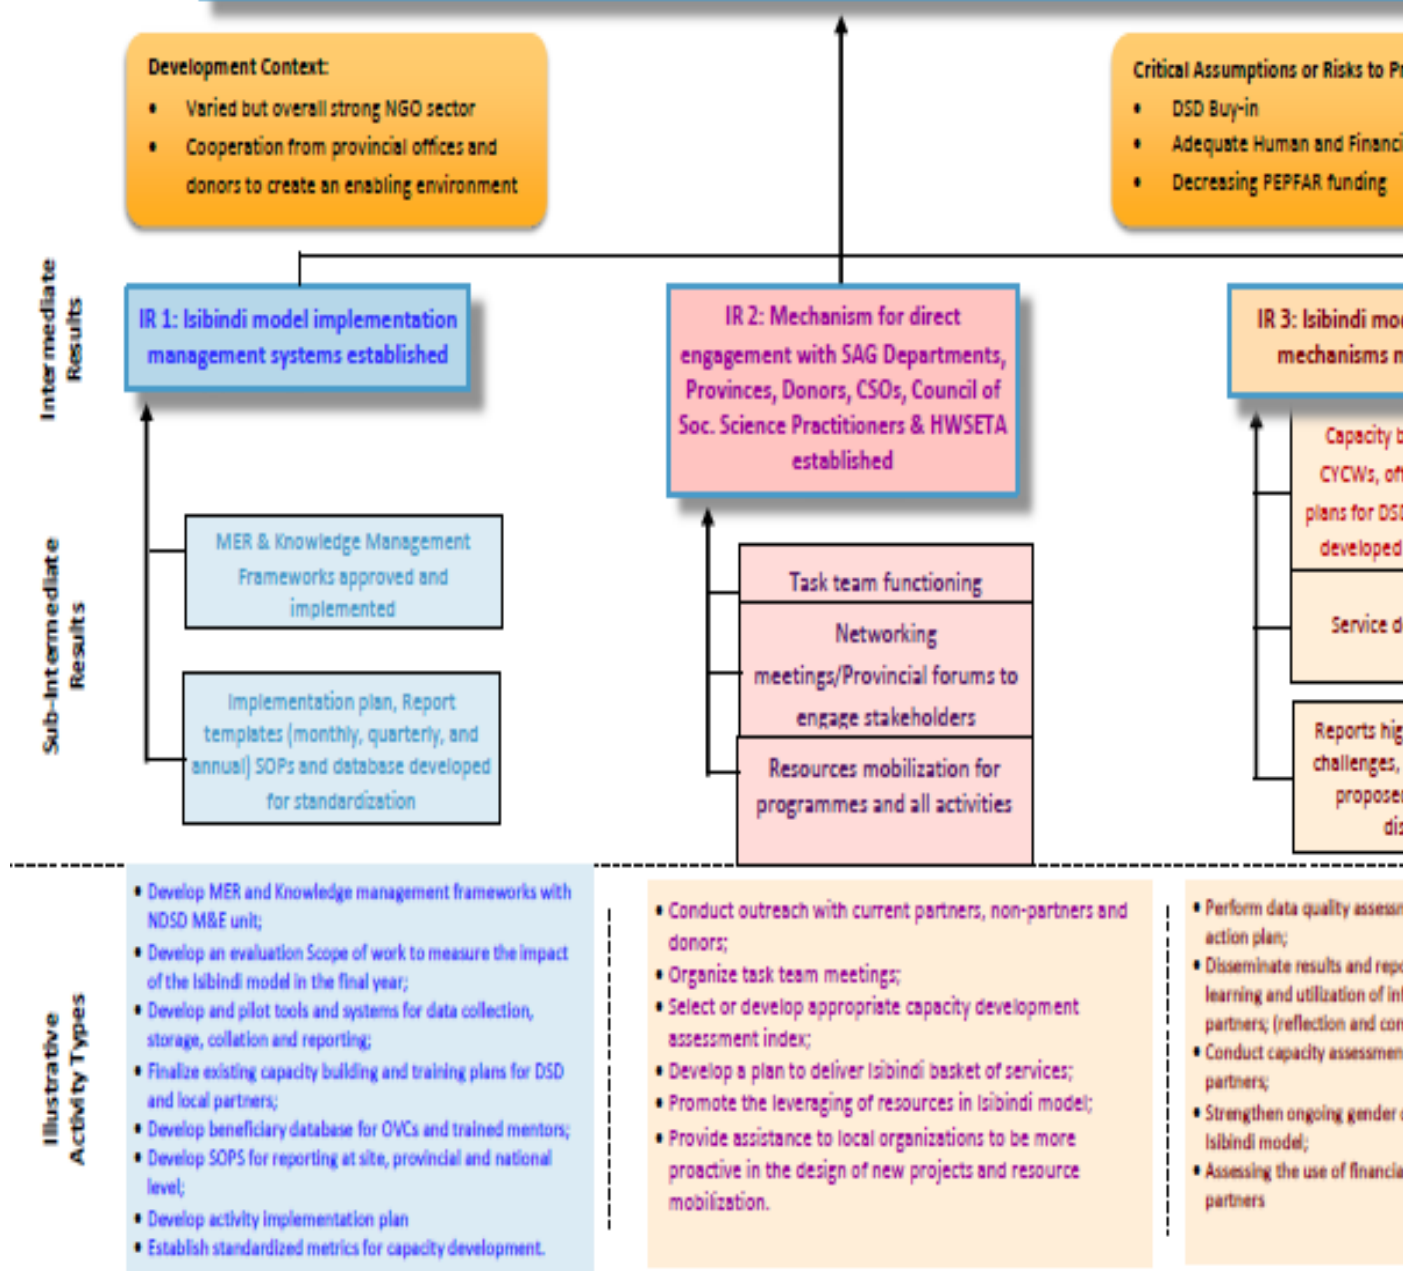 Development Context:
• Varied but overall strong NGO sector
• Cooperation from provincial offices and
donors to create an enabling environment
Critical Assumptions or Risks to
• DSD Buy-in
• Adequate Human and
• Decreasing PEPFAR funding
Intermediate
Results
IR 1: Isibindi model implementation
management systems established
IR 2: Mechanism for direct
engagement with SAG Departments,
Provinces, Donors, CSOs, Council of
Soc. Science Practitioners & HWSETA
established
IR 3: Isibindi
mechanisms
Sub-Intermediate
Results
MER & Knowledge Management
Frameworks approved and
implemented
Implementation plan, Report
templates (monthly, quarterly, and
annual) SOPs and database developed
for standardization
Task team functioning
Networking
meetings/Provincial forums to
engage stakeholders
Resources mobilization for
programmes and all activities
Capacity
CYCWs,
plans for
developed
Service
Reports
challenges,
Illustrative
Activity Types
• Develop MER and Knowledge management frameworks with
NDSD M&E unit;
• Develop an evaluation Scope of work to measure the impact
of the Isibindi model in the final year;
• Develop and pilot tools and systems for data collection,
storage, collation and reporting;
• Finalize existing capacity building and training plans for DSD
and local partners;
• Develop beneficiary database for OVCs and trained mentors;
• Develop SOPS for reporting at site, provincial and national
level;
• Develop activity implementation plan
• Establish standardized metrics for capacity development.
• Conduct outreach with current partners, non-partners and
donors;
• Organize task team meetings;
• Select or develop appropriate capacity development
assessment index;
• Develop a plan to deliver Isibindi basket of services;
• Promote the leveraging of resources in Isibindi model;
• Provide assistance to local organizations to be more
proactive in the design of new projects and resource
mobilization.
• Perform data quality
action plan;
• Disseminate results and
learning and utilization of
partners; (reflection and
• Conduct capacity
partners;
• Strengthen ongoing gender
Isibindi model;
• Assessing the use of
partners